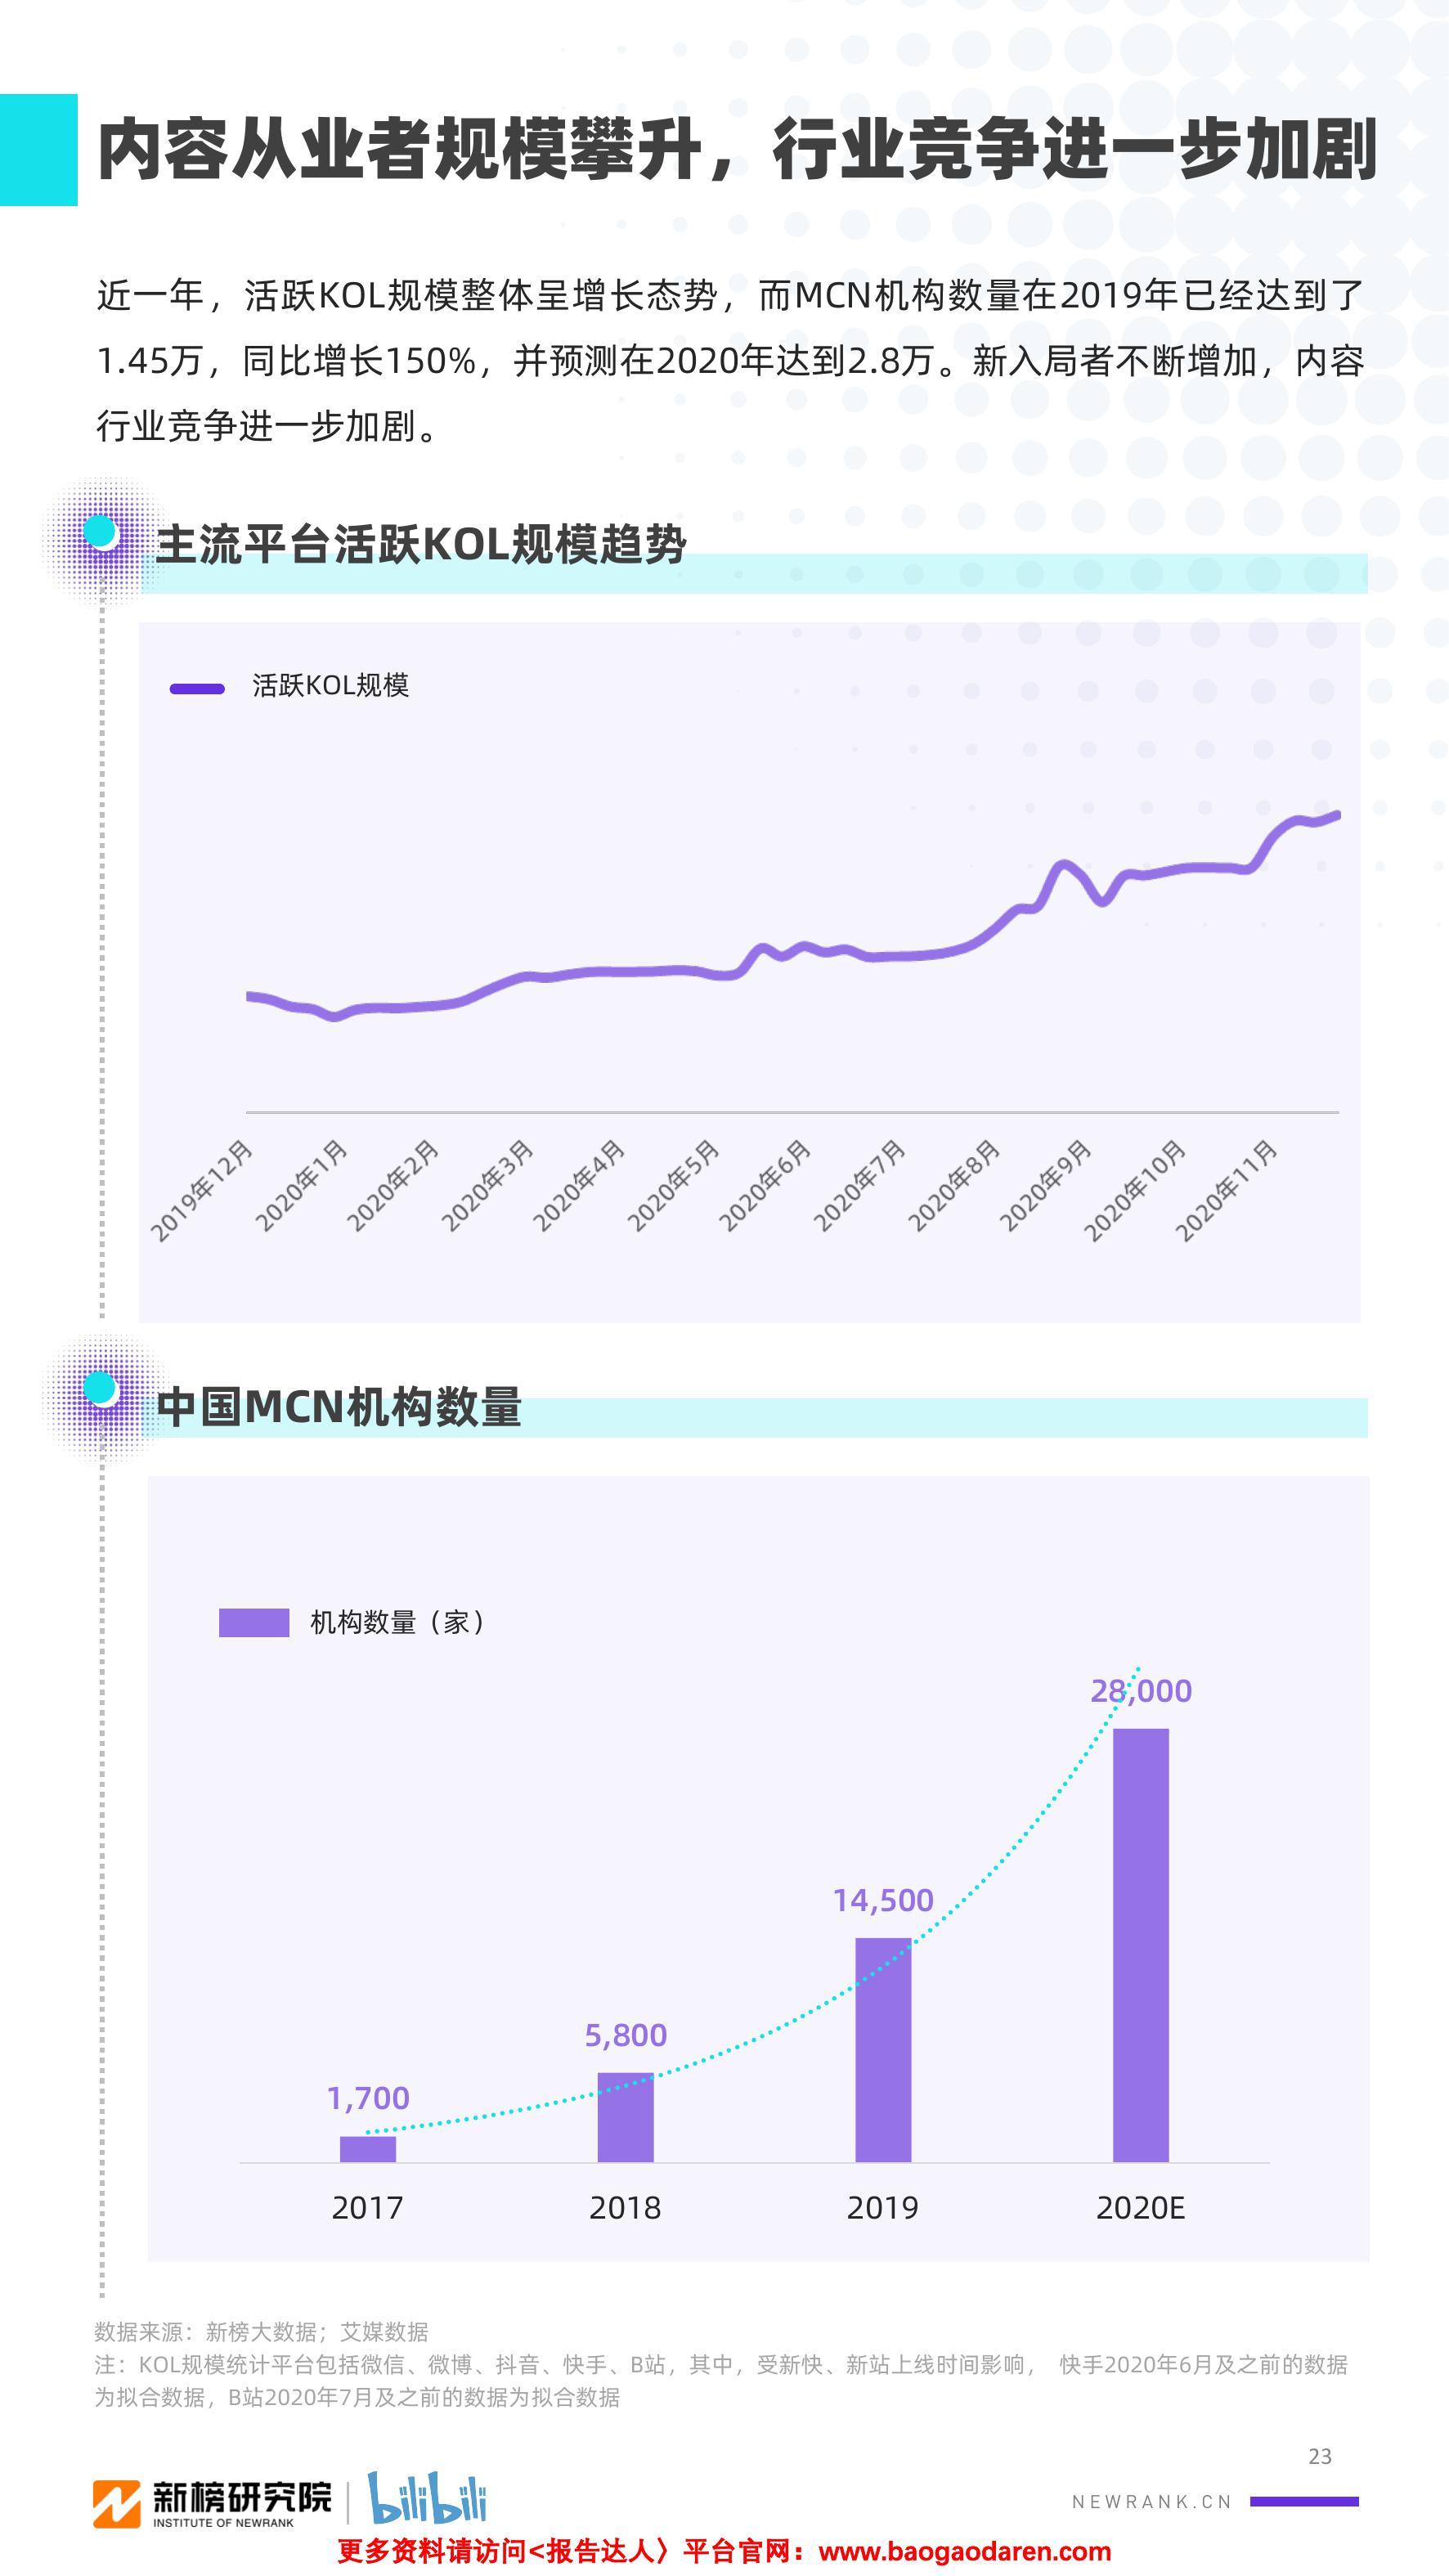 内容从业者规模攀升，行业竞争进一步加剧
近一年，活跃KOL规模整体呈增长态势，而MCN机构数量在2019年已经达到了
1.45万，同比增长150%，并预测在2020年达到2.8万。新入局者不断增加，内容
行业竞争进一步加剧。
主流平台活跃KOL规模趋势
活跃KOL规模
2019年12月
2020年1月
2020年2月
2020年3月
2020年4月
2020年5月
2020年6月
2020年7月
2020年8月
2020年9月
2020年10月
2020年11月
中国MCN机构数量
机构数量（家）
28,000
14,500
5,800
1,700
2017
2018
2019
2020E
数据来源：新榜大数据；艾媒数据
注：KOL规模统计平台包括微信、微博、抖音、快手、B站，其中，受新快、新站上线时间影响， 快手2020年6月及之前的数据
为拟合数据，B站2020年7月及之前的数据为拟合数据
23
新榜研究院
INSTITUTE OF NEWRANK
bilibili
NEWRANK.CN
更多资料请访问<报告达人〉平台官网：www.baogaodaren.com